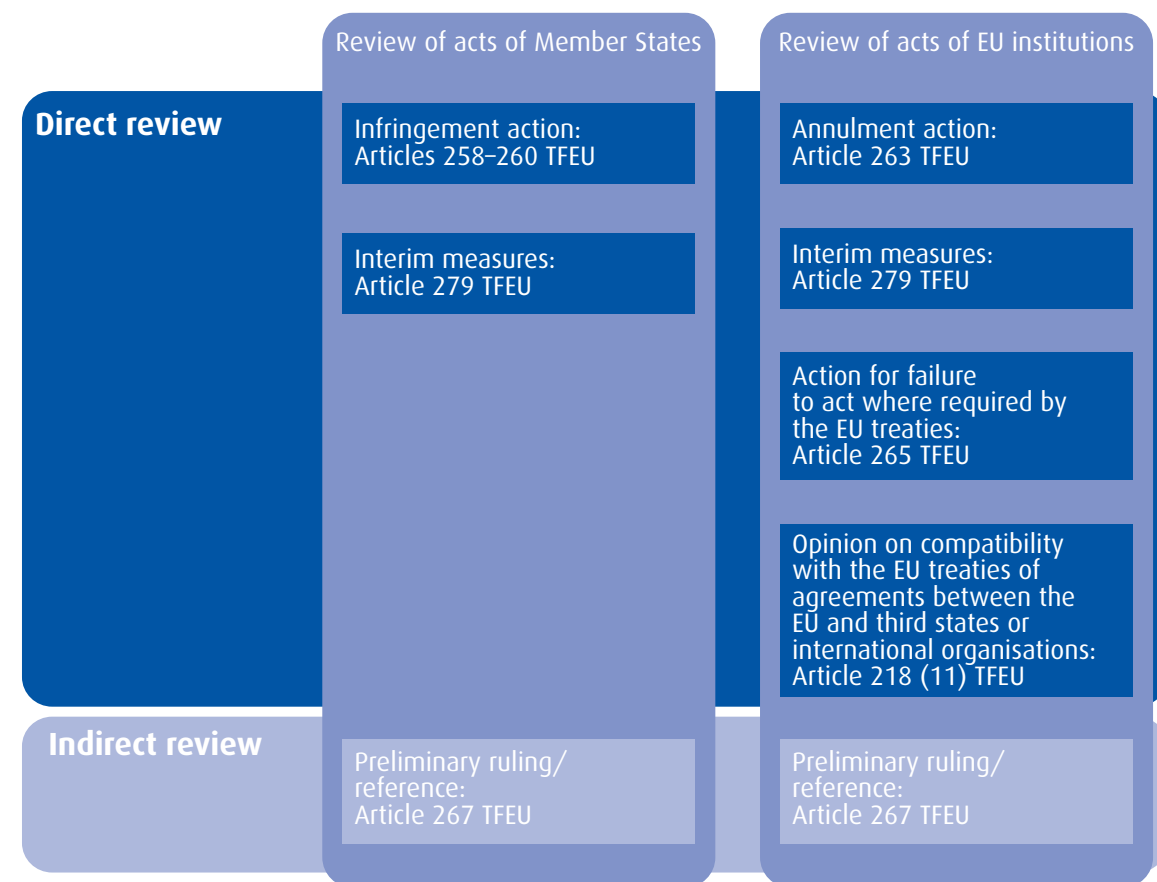 Review of acts of Member States
Review of acts of EU institutions
Direct review
Infringement action:
Articles 258–260 TFEU
Annulment action:
Article 263 TFEU
Interim measures:
Article 279 TFEU
Interim measures:
Article 279 TFEU
Action for failure
to act where required by
the EU treaties:
Article 265 TFEU
Opinion on compatibility
with the EU treaties of
agreements between the
EU and third states or
international organisations:
Article 218 (11) TFEU
Indirect review
Preliminary ruling/
reference:
Article 267 TFEU
Preliminary ruling/
reference:
Article 267 TFEU